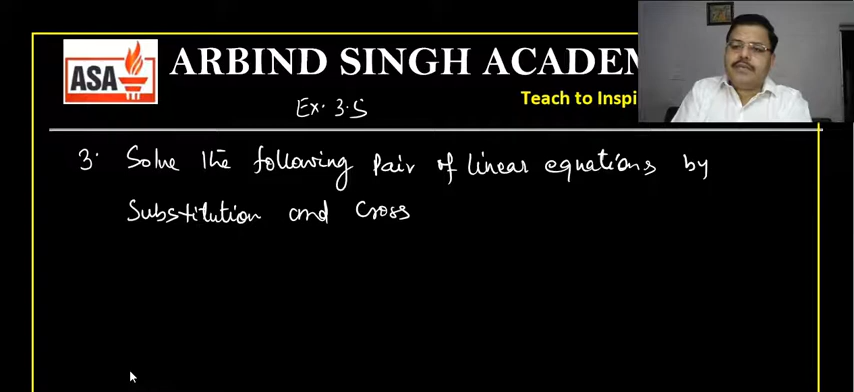 ASA
ARBIND SINGH ACADEM
Teach to Inspi
Ex. 3.5
3. Solve the following Pair of linear equations by
Substitution and Cross